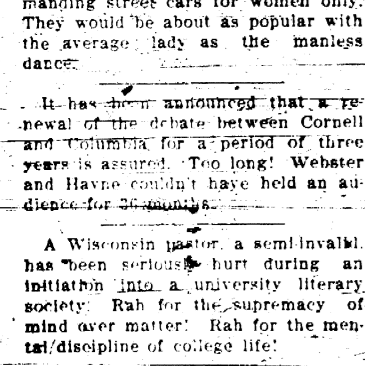 manding street cars for women only.
They would be about as popular with
the average lady as the manless
dance.
It has been announced that a re-
newal of the debate between Cornell
and Columbia for a period of three
years is assured. Too long! Webster
and Hayne couldn't have held an au-
dience for 36 months.
A Wisconsin pastor, a semi-invalid,
has been seriously hurt during an
initiation into a university literary
society. Rah for the supremacy of
mind over matter! Rah for the men-
tal discipline of college life!